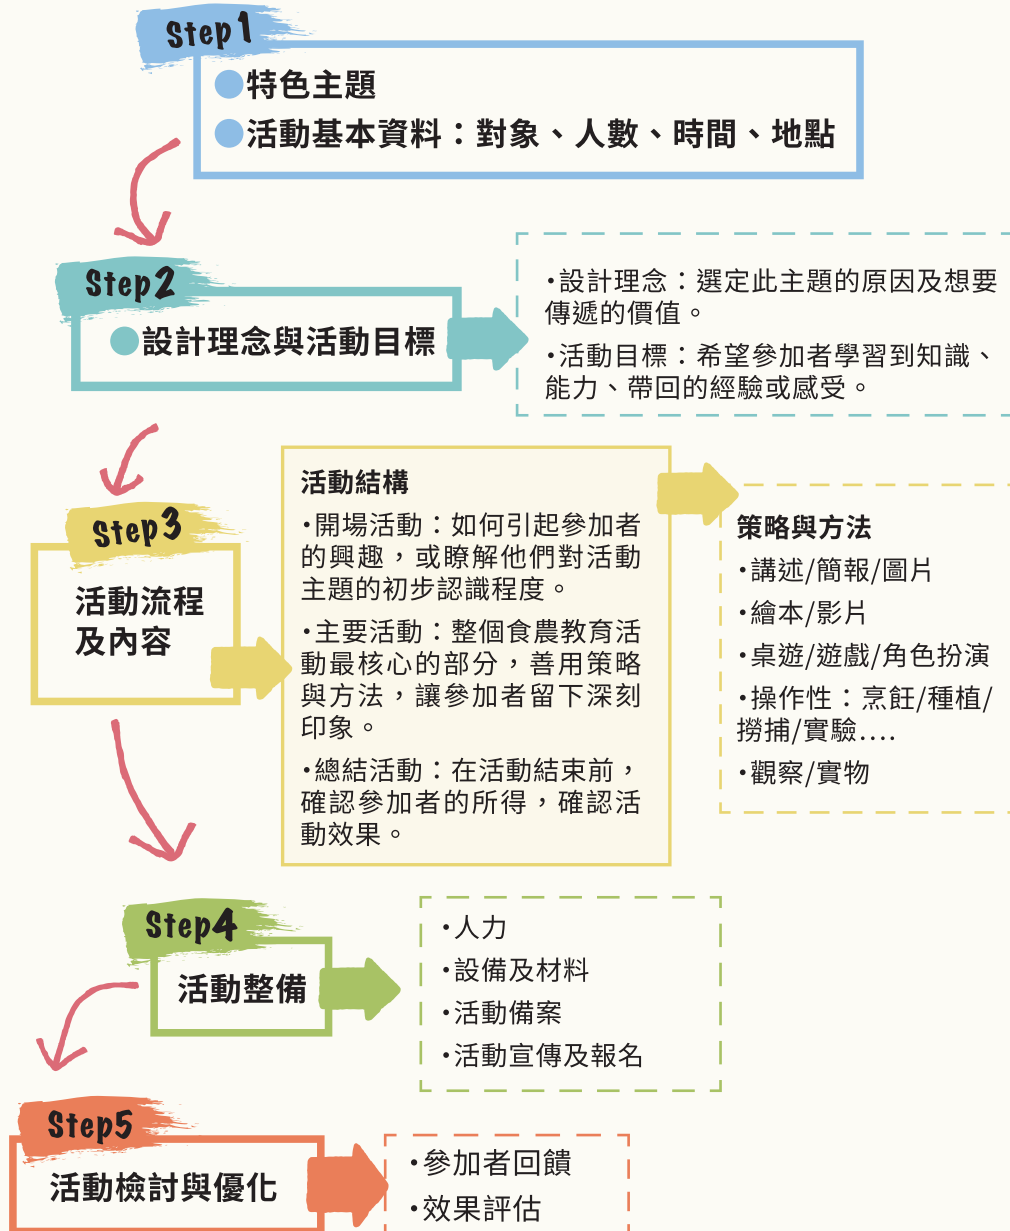 Step1
●特色主題
●活動基本資料：對象、人數、時間、地點
Step2
●設計理念與活動目標
•設計理念：選定此主題的原因及想要
傳遞的價值。
•活動目標：希望參加者學習到知識、
能力、帶回的經驗或感受。
Step3
活動流程
及內容
活動結構
•開場活動：如何引起參加者
的興趣，或瞭解他們對活動
主題的初步認識程度。
•主要活動：整個食農教育活
動最核心的部分，善用策略
與方法，讓參加者留下深刻
印象。
•總結活動：在活動結束前，
確認參加者的所得，確認活
動效果。
策略與方法
•講述/簡報/圖片
•繪本/影片
•桌遊/遊戲/角色扮演
•操作性：烹飪/種植/
撈捕/實驗....
•觀察/實物
Step4
活動整備
•人力
•設備及材料
•活動備案
•活動宣傳及報名
Step5
活動檢討與優化
•參加者回饋
•效果評估